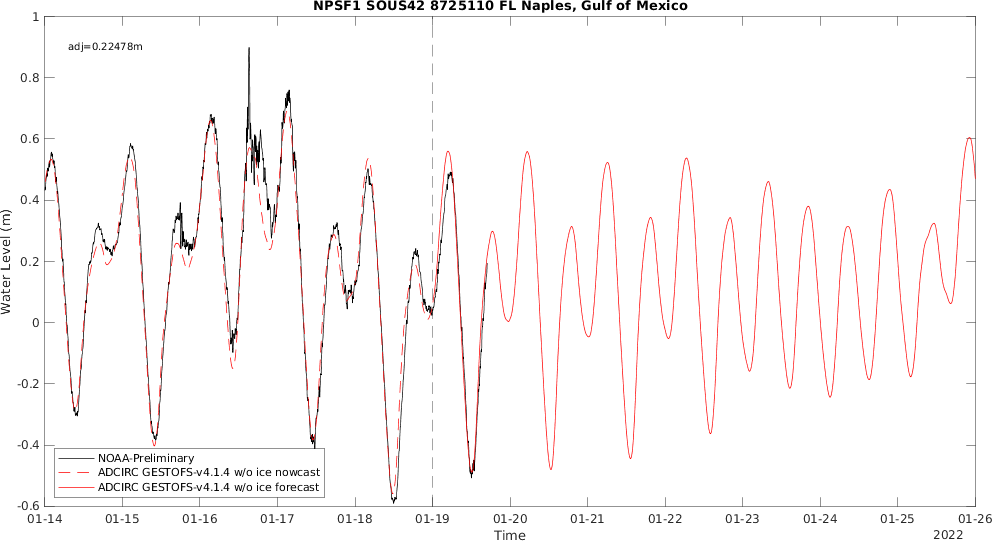 NPSF1 SOUS42 8725110 FL Naples, Gulf of Mexico
1
adj=0.22478m
0.8
0.6
0.4
0.2
0
-0.2
-0.4
-0.6
Water Level (m)
NOAA-Preliminary
ADCIRC GESTOFS-v4.1.4 w/o ice nowcast
ADCIRC GESTOFS-v4.1.4 w/o ice forecast
01-14 01-15 01-16 01-17 01-18 01-19 01-20 01-21 01-22 01-23 01-24 01-25 01-26
Time
2022